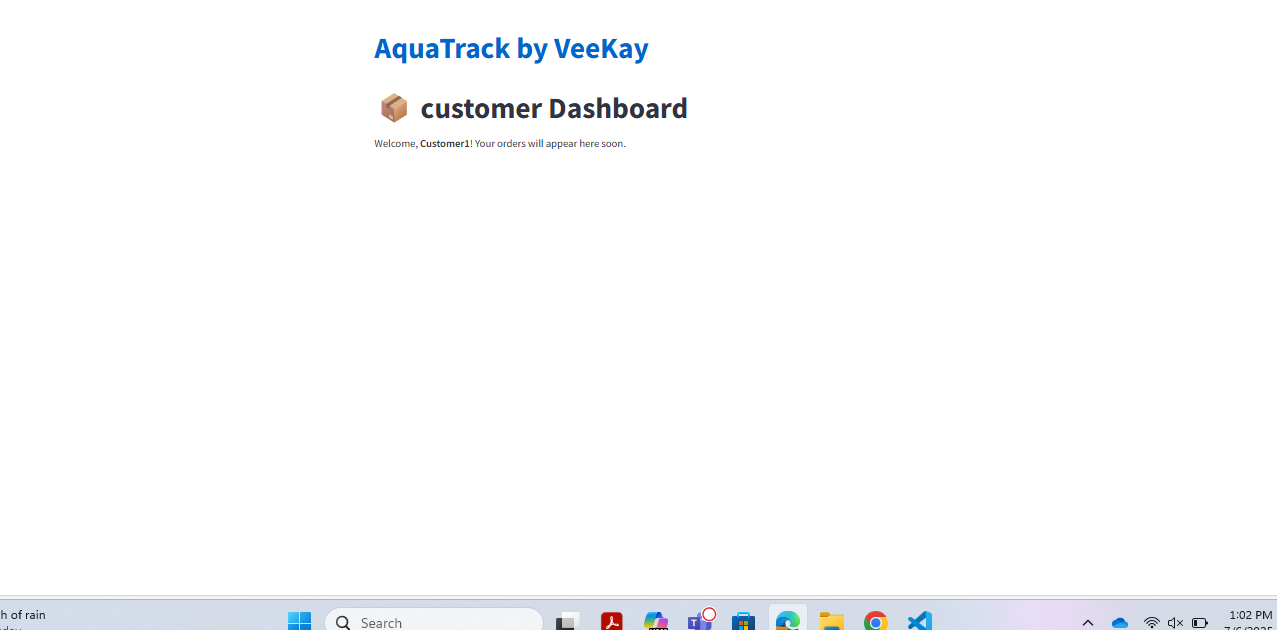 AquaTrack by VeeKay
customer Dashboard
Welcome, Customer1! Your orders will appear here soon.
of rain
Search
1:02 PM